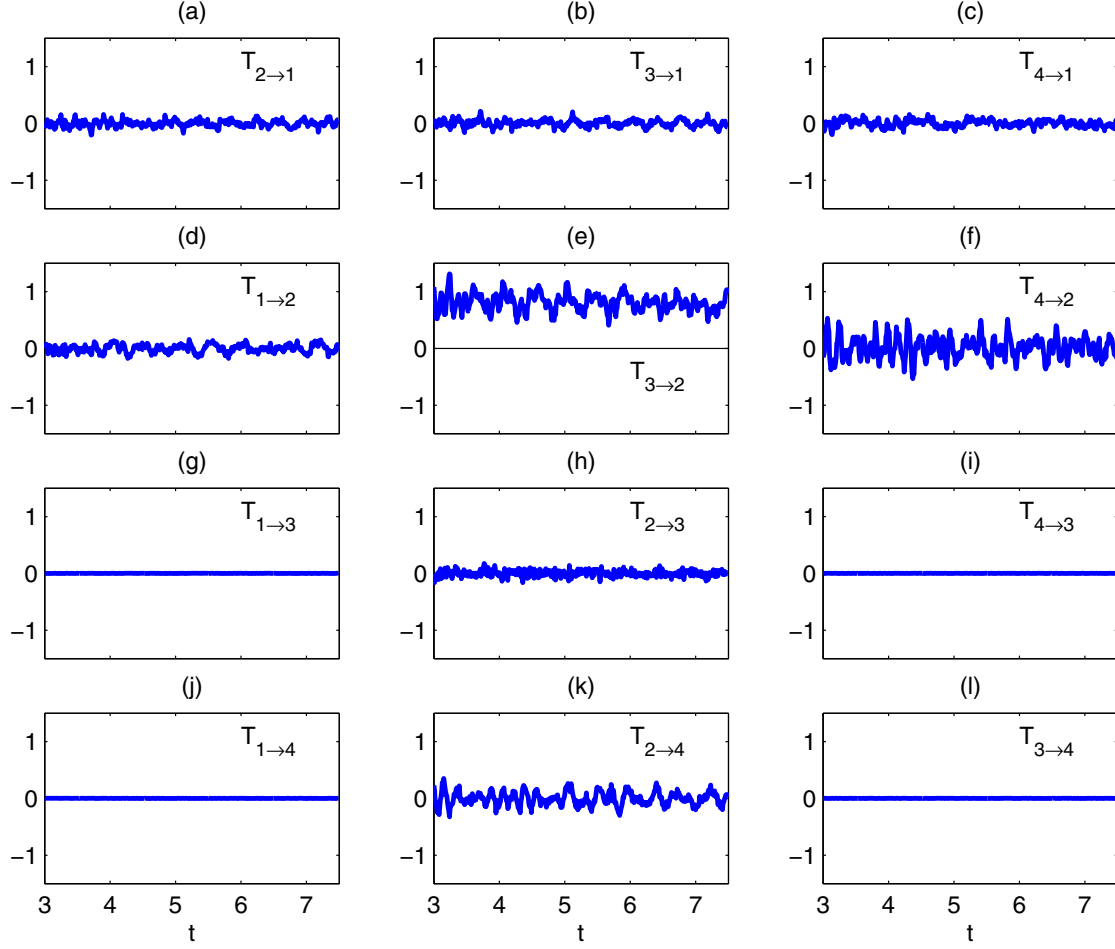 (a) (b) (c)
1 T2→1 1 T3→1 1 T4→1
0 0 0
−1 −1 −1
(d) (e) (f)
1 T1→2 1 1 T4→2
0 0 0
T3→2
−1 −1 −1
(g) (h) (i)
1 T1→3 1 T2→3 1 T4→3
0 0 0
−1 −1 −1
(j) (k) (l)
1 T1→4 1 T2→4 1 T3→4
0 0 0
−1 −1 −1
3 4 5 6 7 3 4 5 6 7 3 4 5 6 7
t t t